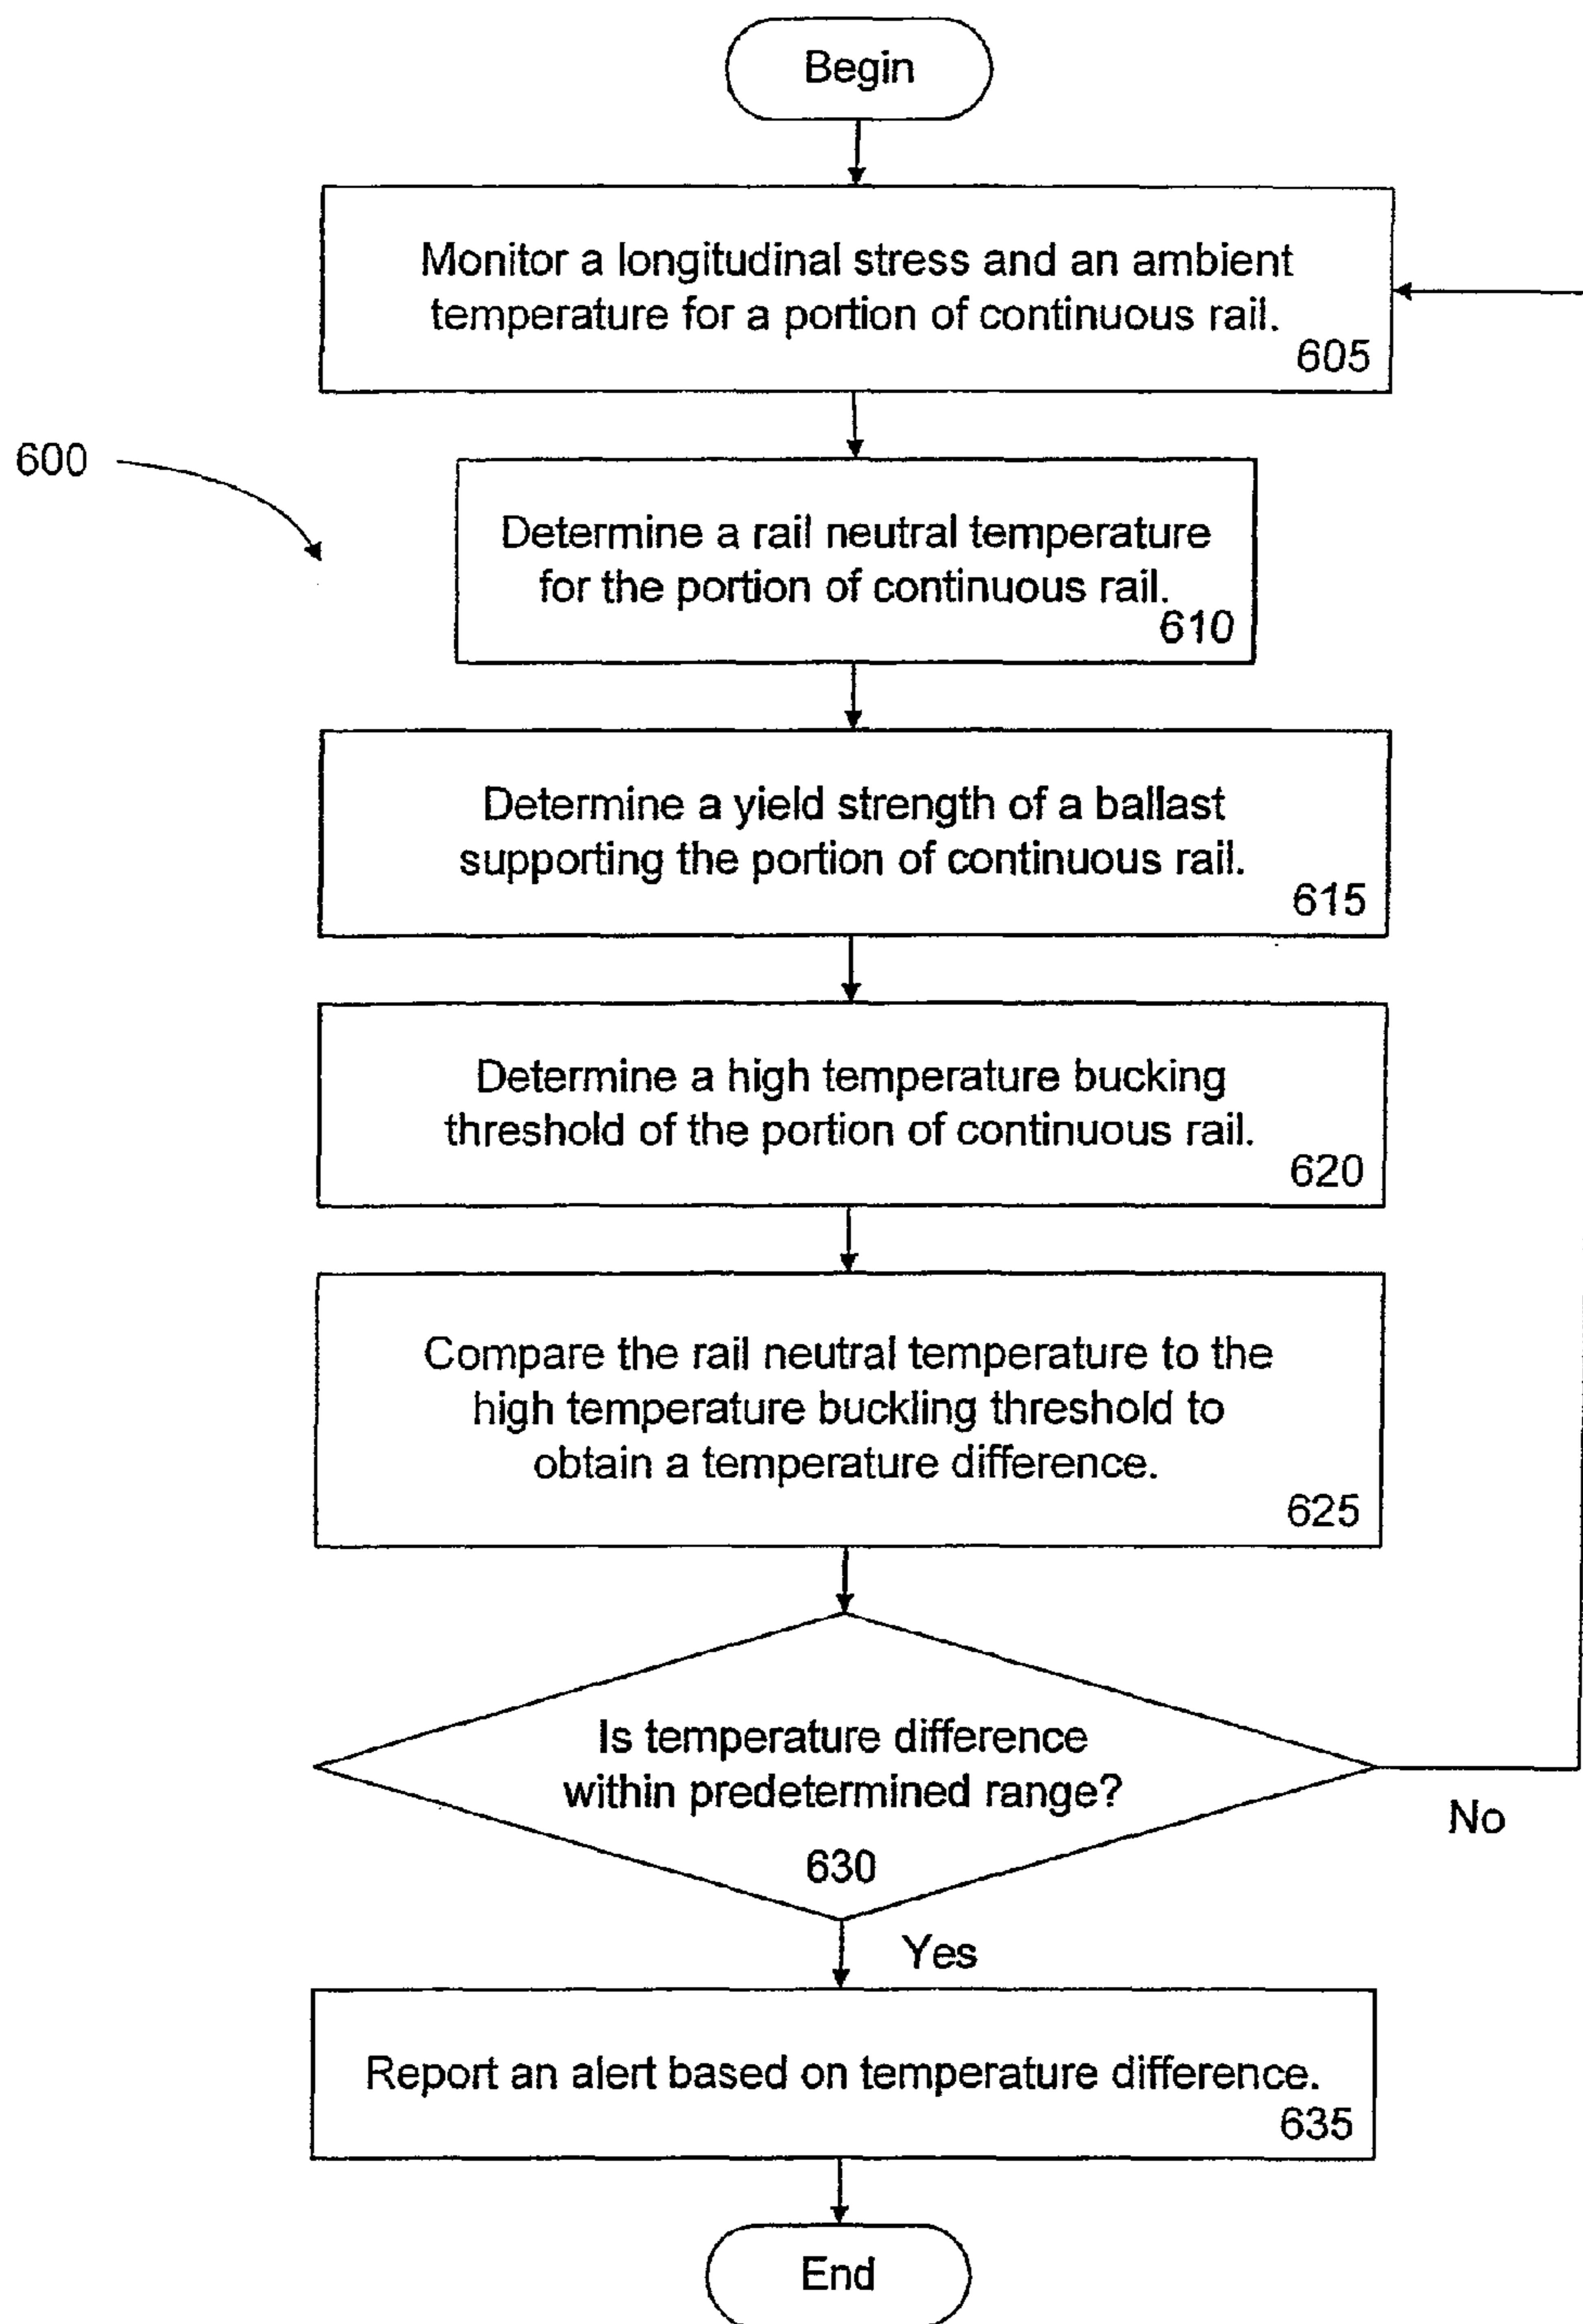 Begin
Monitor a longitudinal stress and an ambient
temperature for a portion of continuous rail.
605
600
Determine a rail neutral temperature
for the portion of continuous rail.
610
Determine a yield strength of a ballast
supporting the portion of continuous rail.
615
Determine a high temperature bucking
threshold of the portion of continuous rail.
620
Compare the rail neutral temperature to the
high temperature buckling threshold to
obtain a temperature difference.
625
Is temperature difference
within predetermined range?
630
No
Yes
Report an alert based on temperature difference.
635
End